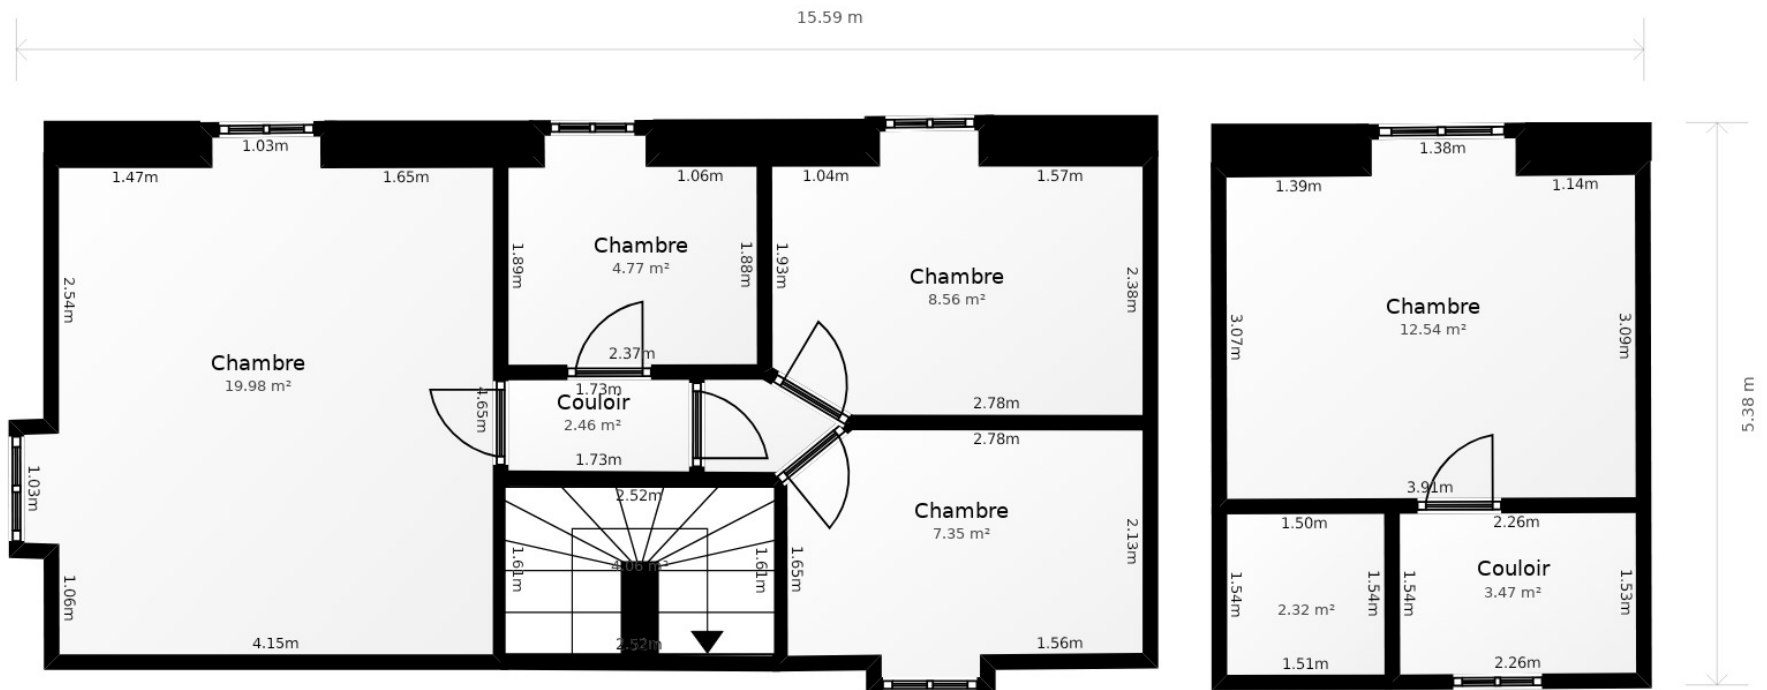 15.59 m
1.03m
1.38m
1.47m
1.65m
1.06m
1.04m
1.57m
1.39m
1.14m
Chambre
4.77 m²
1.89m
1.88m
1.93m
Chambre
8.56 m²
2.38m
2.54m
Chambre
12.54 m²
3.07m
3.09m
Chambre
19.98 m²
2.37m
1.73m
4.65m
Couloir
2.46 m²
1.73m
2.78m
2.78m
5.38 m
1.03m
2.52m
3.91m
Chambre
7.35 m²
2.13m
1.50m
2.26m
1.61m
4.06 m²
1.61m
1.65m
1.06m
Couloir
3.47 m²
1.54m
2.32 m²
1.54m
1.54m
1.53m
4.15m
2.52m
1.56m
1.51m
2.26m